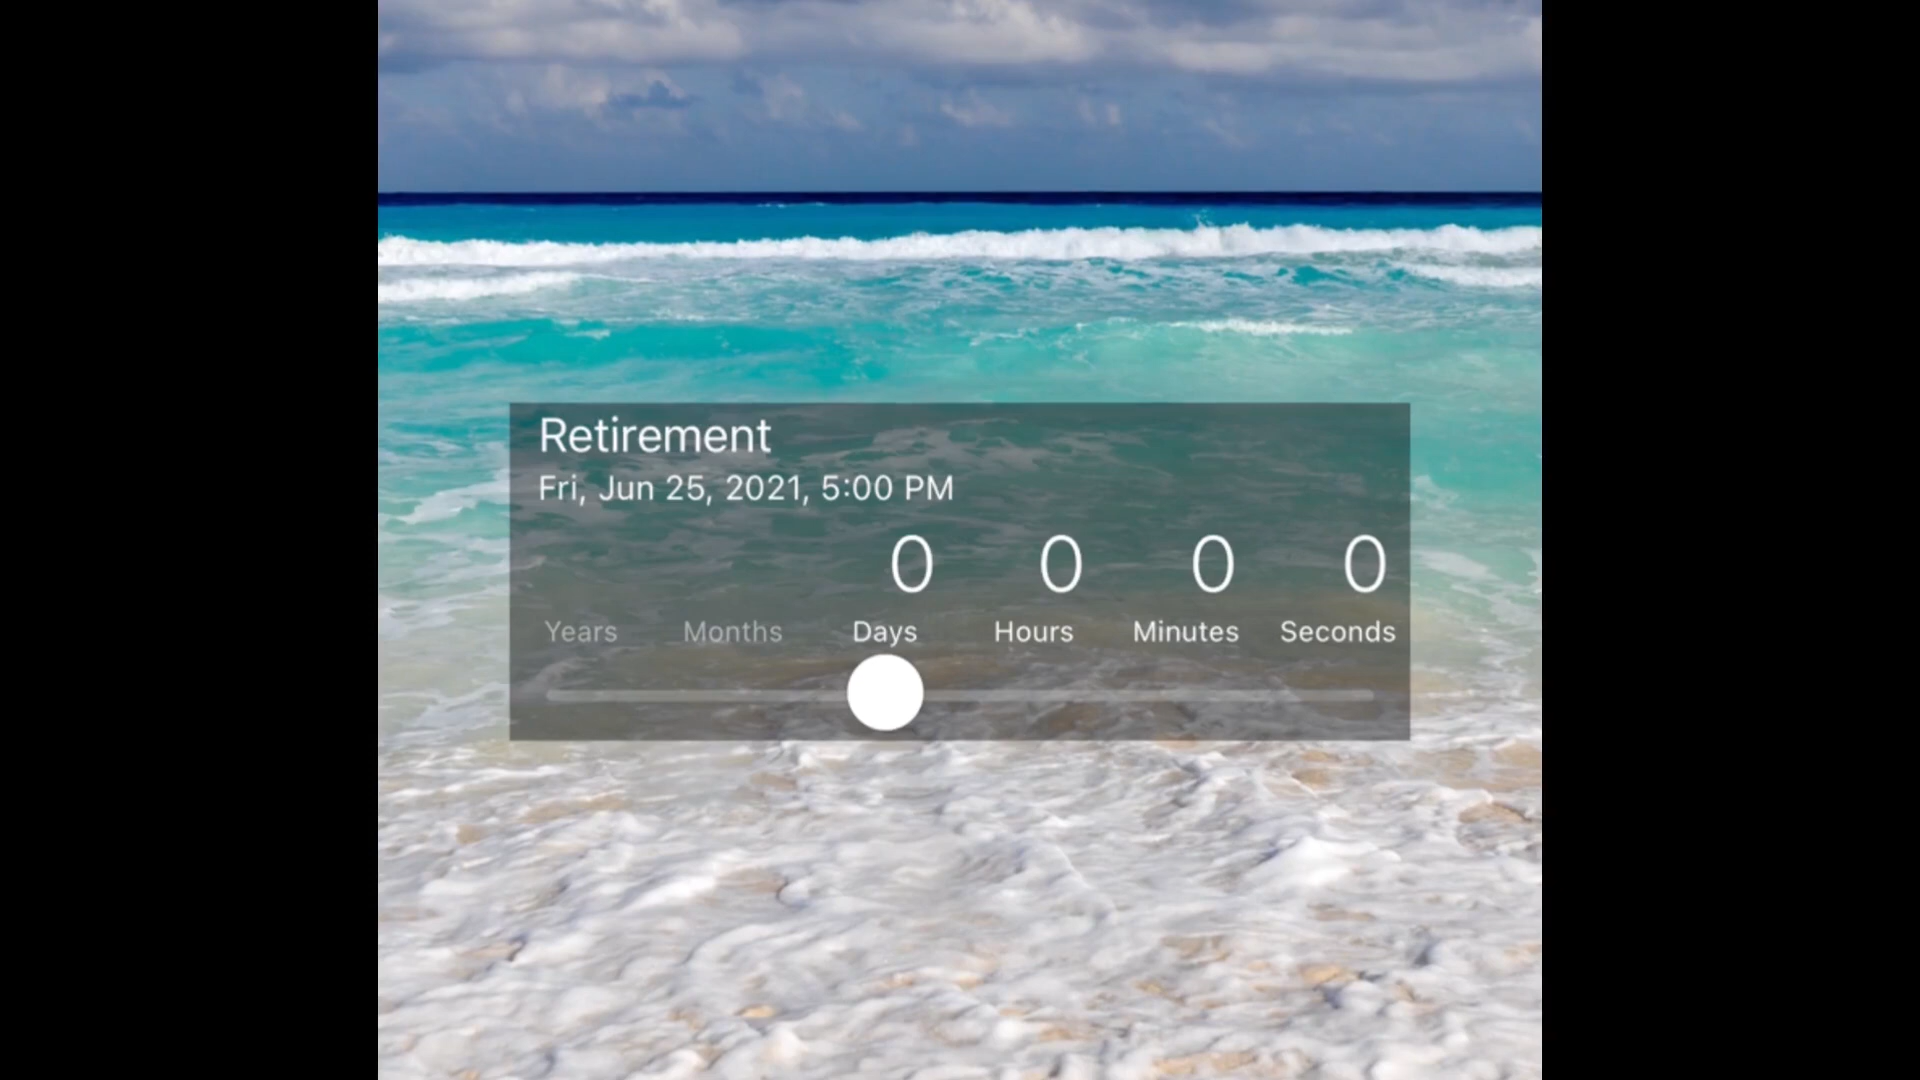 Retirement
Fri, Jun 25, 2021, 5:00 PM
0 0 0 0
Years Months Days Hours Minutes Seconds